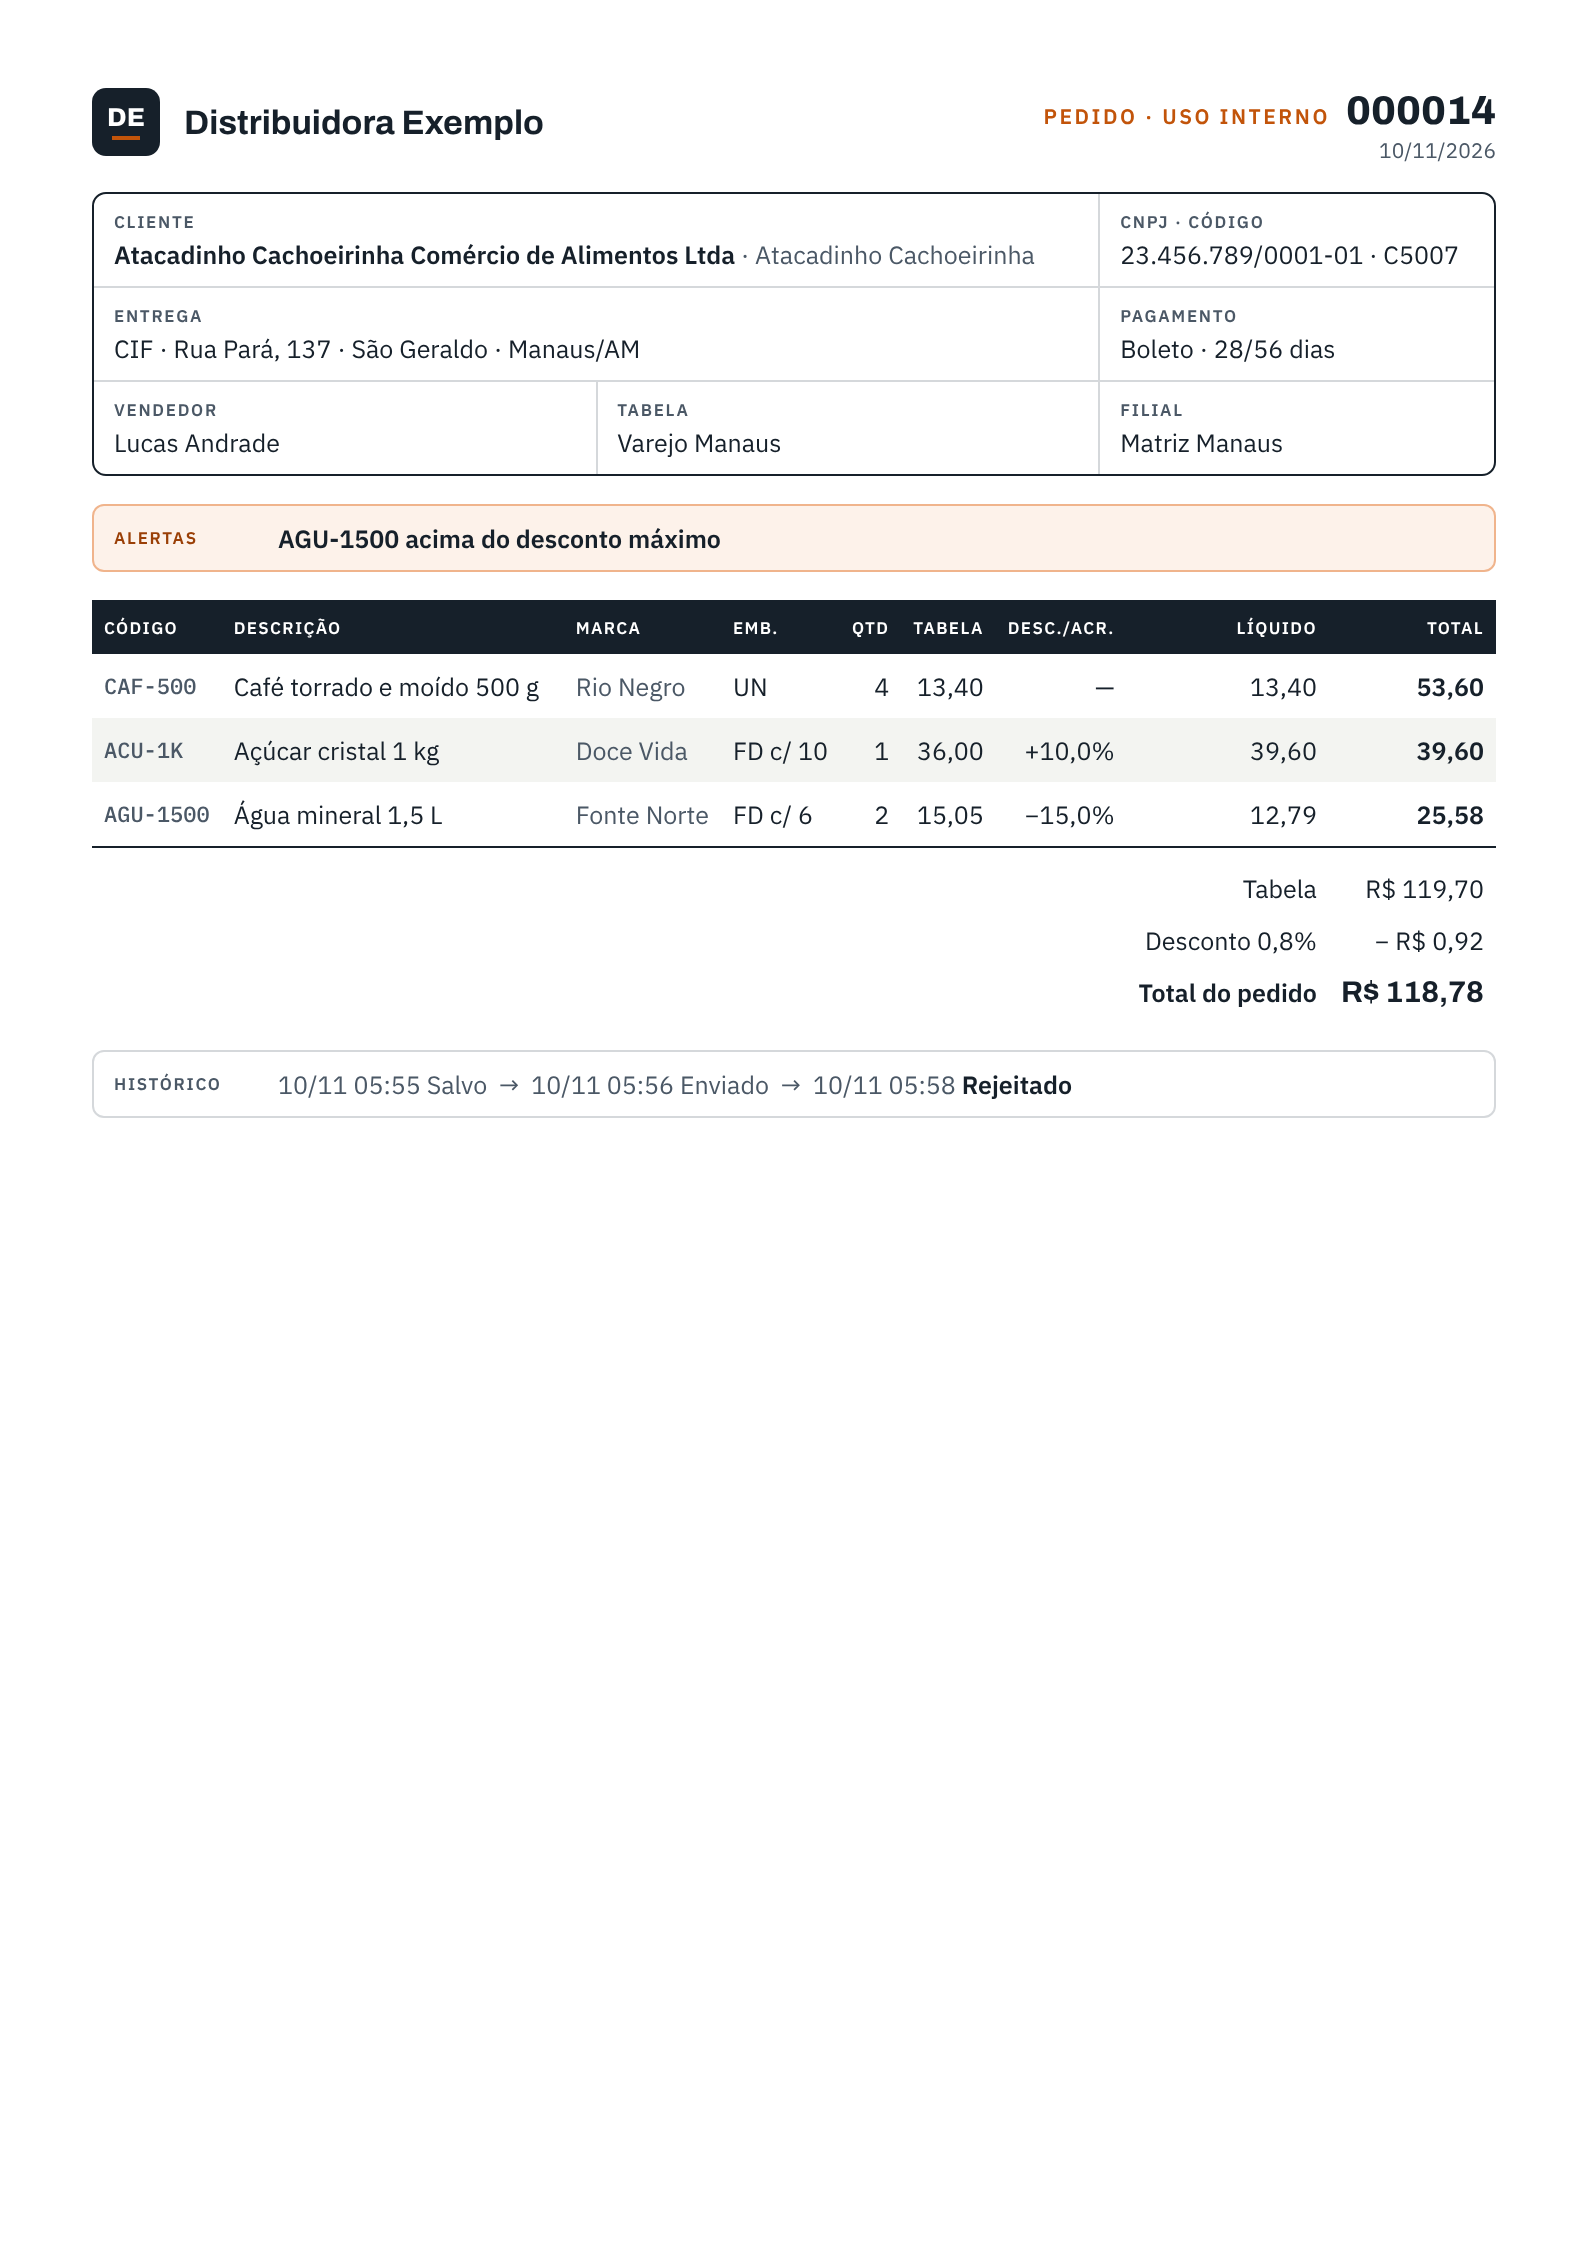 DE
Distribuidora Exemplo
PEDIDO · USO INTERNO 000014
10/11/2026
CLIENTE
Atacadinho Cachoeirinha Comércio de Alimentos Ltda · Atacadinho Cachoeirinha
CNPJ · CÓDIGO
23.456.789/0001-01 · C5007
ENTREGA
CIF · Rua Pará, 137 · São Geraldo · Manaus/AM
PAGAMENTO
Boleto · 28/56 dias
VENDEDOR
Lucas Andrade
TABELA
Varejo Manaus
FILIAL
Matriz Manaus
ALERTAS AGU-1500 acima do desconto máximo
CÓDIGO DESCRIÇÃO MARCA EMB. QTD TABELA DESC./ACR. LÍQUIDO TOTAL
CAF-500 Café torrado e moído 500 g Rio Negro UN 4 13,40 — 13,40 53,60
ACU-1K Açúcar cristal 1 kg Doce Vida FD c/ 10 1 36,00 +10,0% 39,60 39,60
AGU-1500 Água mineral 1,5 L Fonte Norte FD c/ 6 2 15,05 −15,0% 12,79 25,58
Tabela R$ 119,70
Desconto 0,8% − R$ 0,92
Total do pedido R$ 118,78
HISTÓRICO 10/11 05:55 Salvo → 10/11 05:56 Enviado → 10/11 05:58 Rejeitado